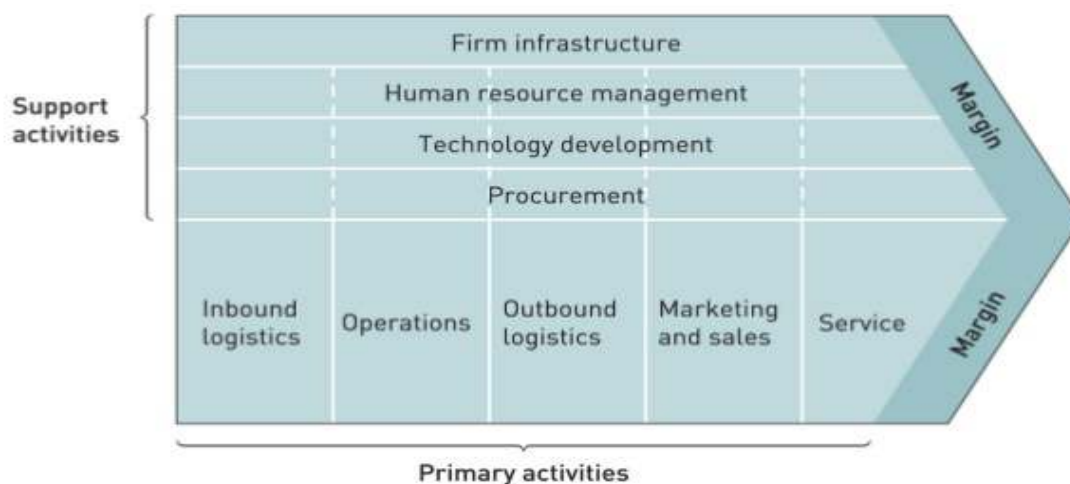 Firm infrastructure
Support
activities
Human resource management
Technology development
Procurement
Margin
Inbound
logistics
Operations
Outbound
logistics
Marketing
and sales
Service
Margin
Primary activities